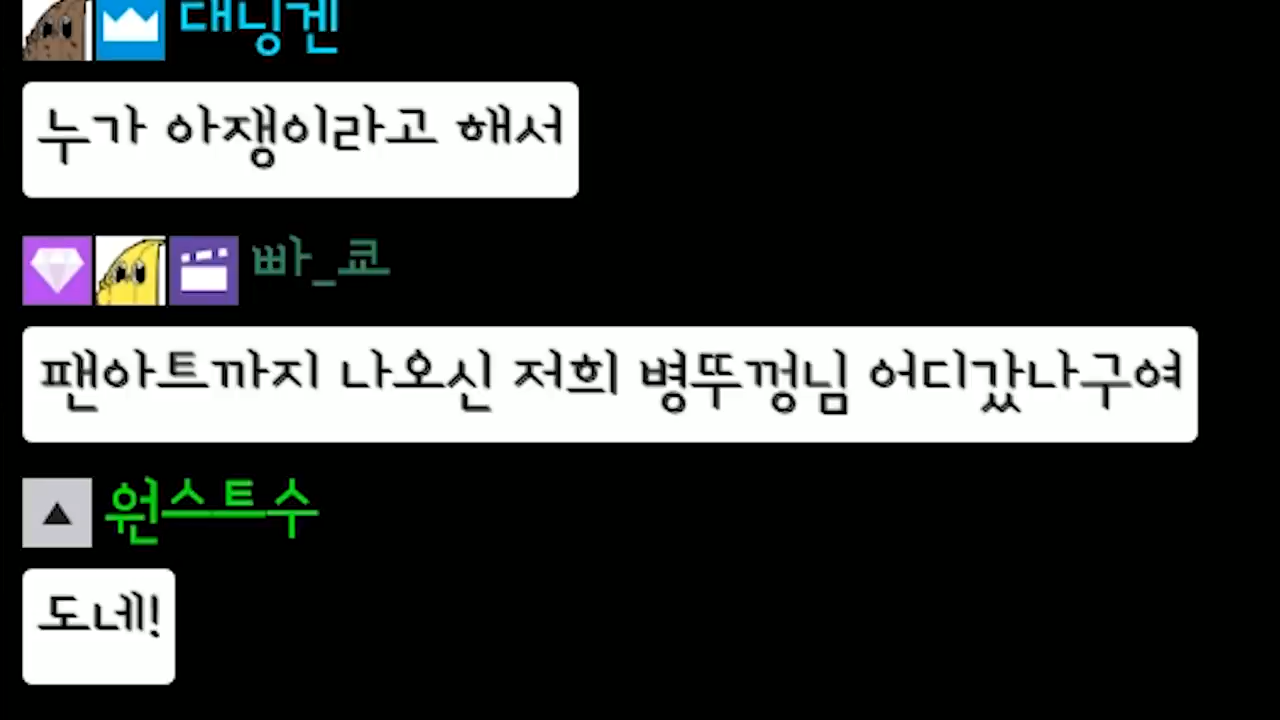 대닝겐
누가 아쟁이라고 해서
빠_쿄
팬아트까지 나오신 저희 병뚜껑님 어디갔나구여
원스트수
도네!